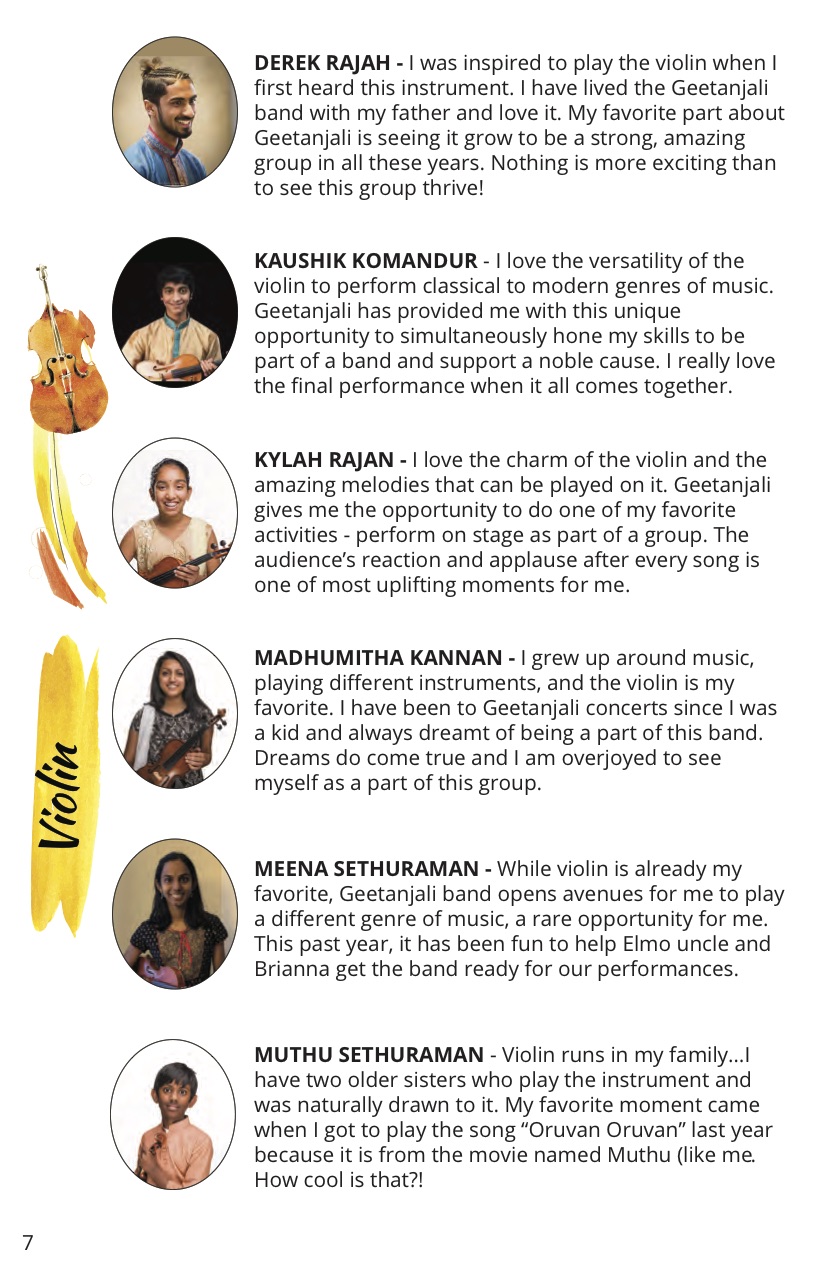 DEREK RAJAH - I was inspired to play the violin when I
first heard this instrument. I have lived the Geetanjali
band with my father and love it. My favorite part about
Geetanjali is seeing it grow to be a strong, amazing
group in all these years. Nothing is more exciting than
to see this group thrive!
KAUSHIK KOMANDUR - I love the versatility of the
violin to perform classical to modern genres of music.
Geetanjali has provided me with this unique
opportunity to simultaneously hone my skills to be
part of a band and support a noble cause. I really love
the final performance when it all comes together.
KYLAH RAJAN - I love the charm of the violin and the
amazing melodies that can be played on it. Geetanjali
gives me the opportunity to do one of my favorite
activities - perform on stage as part of a group. The
audience’s reaction and applause after every song is
one of most uplifting moments for me.
MADHUMITHA KANNAN - I grew up around music,
playing different instruments, and the violin is my
favorite. I have been to Geetanjali concerts since I was
a kid and always dreamt of being a part of this band.
Dreams do come true and I am overjoyed to see
myself as a part of this group.
Violin
MEENA SETHURAMAN - While violin is already my
favorite, Geetanjali band opens avenues for me to play
a different genre of music, a rare opportunity for me.
This past year, it has been fun to help Elmo uncle and
Brianna get the band ready for our performances.
MUTHU SETHURAMAN - Violin runs in my family...I
have two older sisters who play the instrument and
was naturally drawn to it. My favorite moment came
when I got to play the song “Oruvan Oruvan” last year
because it is from the movie named Muthu (like me.
How cool is that?!
7